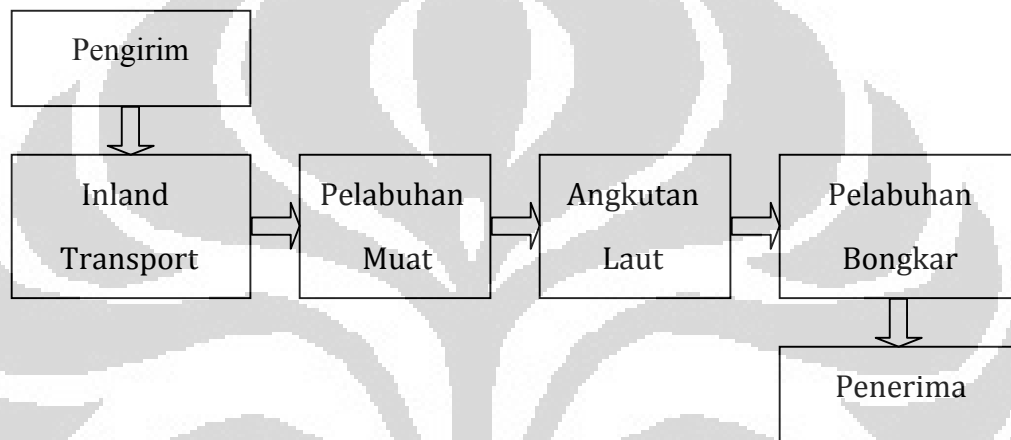 Pengirim
Inland
Transport
Pelabuhan
Muat
Angkutan
Laut
Pelabuhan
Bongkar
Penerima